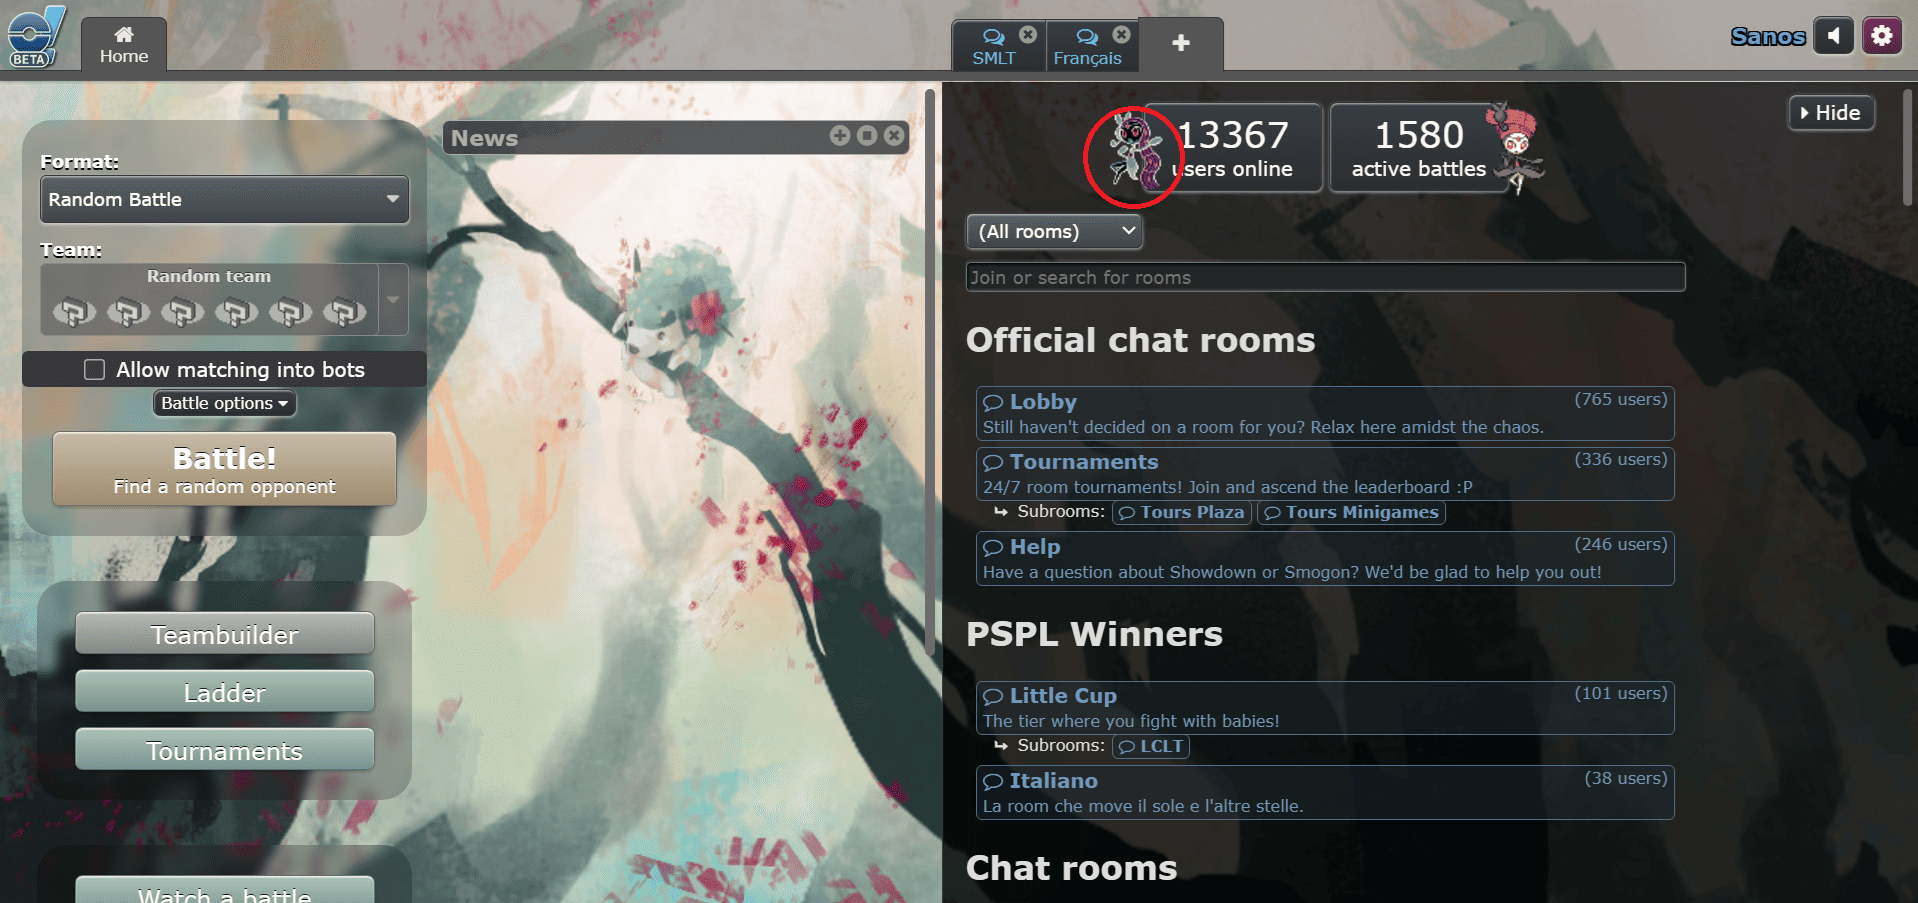 BETA
Home
SMLT
Français
Sanos
Format:
Random Battle
Team:
Random team
Allow matching into bots
Battle options
Battle!
Find a random opponent
Teambuilder
Ladder
Tournaments
Watch a battle
News
13367
users online
1580
active battles
Hide
(All rooms)
Join or search for rooms
Official chat rooms
Lobby (765 users)
Still haven't decided on a room for you? Relax here amidst the chaos.
Tournaments (336 users)
24/7 room tournaments! Join and ascend the leaderboard :P
Subrooms: Tours Plaza Tours Minigames
Help (246 users)
Have a question about Showdown or Smogon? We'd be glad to help you out!
PSPL Winners
Little Cup (101 users)
The tier where you fight with babies!
Subrooms: LCLT
Italiano (38 users)
La room che move il sole e l'altre stelle.
Chat rooms